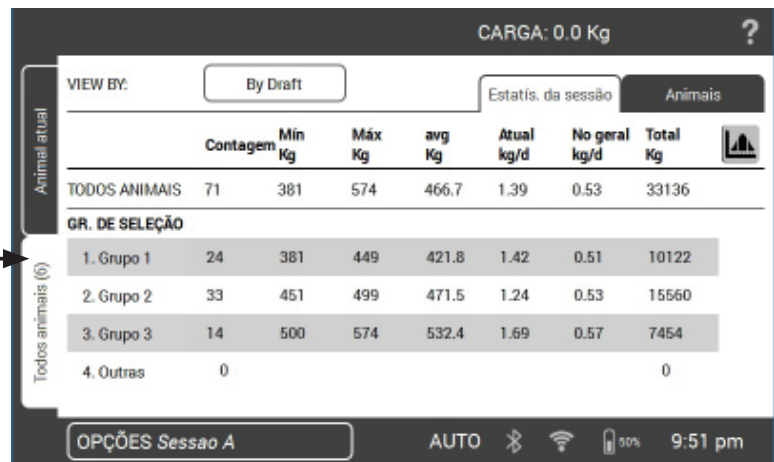 CARGA: 0.0 Kg ?
Animal atual
Todos animais (6)
VIEW BY: By Draft Estatís. da sessão Animais
Contagem Mín Kg Máx Kg avg Kg Atual kg/d No geral kg/d Total Kg
TODOS ANIMAIS 71 381 574 466.7 1.39 0.53 33136
GR. DE SELEÇÃO
1. Grupo 1 24 381 449 421.8 1.42 0.51 10122
2. Grupo 2 33 451 499 471.5 1.24 0.53 15560
3. Grupo 3 14 500 574 532.4 1.69 0.57 7454
4. Outras 0 0
OPÇÕES Sessao A AUTO 50% 9:51 pm